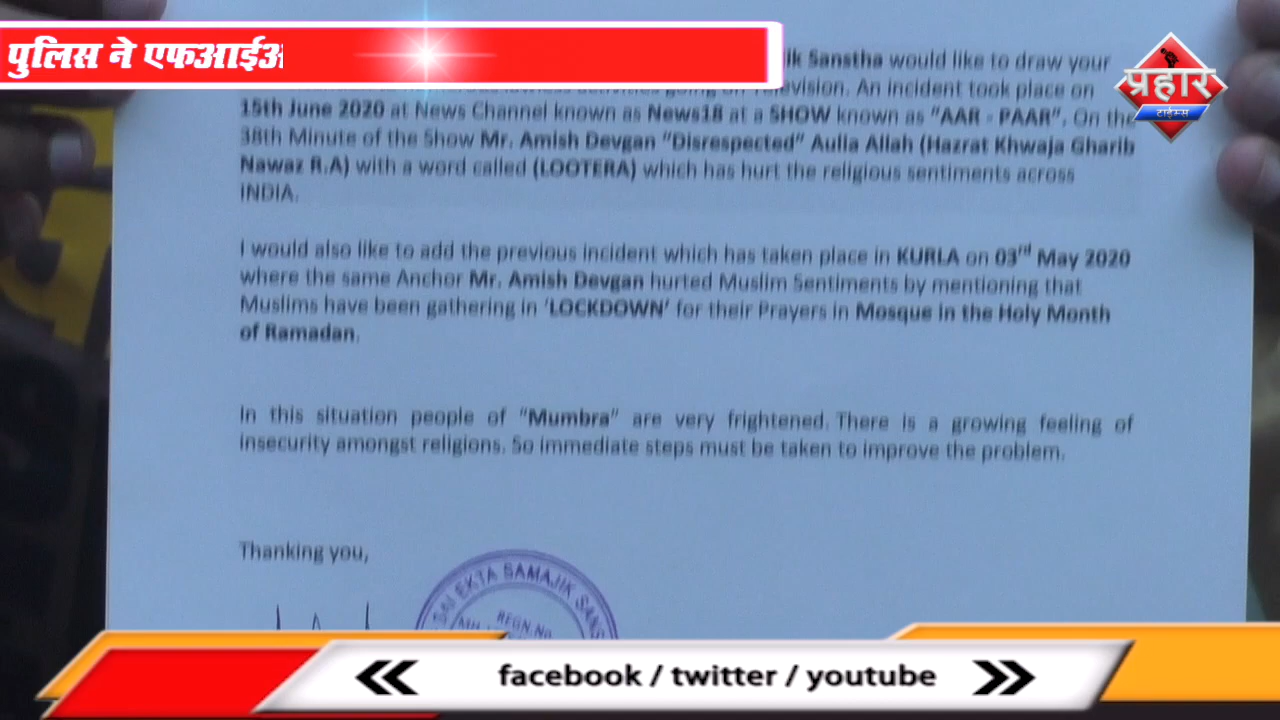 पुलिस ने एफआईअ
प्रहार
टाईम्स
ik Sanstha would like to draw your
activities going on Television. An incident took place on
15th June 2020 at News Channel known as News18 at a SHOW known as "AAR - PAAR". On the
38th Minute of the Show Mr. Amish Devgan "Disrespected" Aulia Allah (Hazrat Khwaja Gharib
Nawaz R.A) with a word called (LOOTERA) which has hurt the religious sentiments across
INDIA.
I would also like to add the previous incident which has taken place in KURLA on 03rd May 2020
where the same Anchor Mr. Amish Devgan hurted Muslim Sentiments by mentioning that
Muslims have been gathering in 'LOCKDOWN' for their Prayers in Mosque in the Holy Month
of Ramadan.
In this situation people of "Mumbra" are very frightened. There is a growing feeling of
insecurity amongst religions. So immediate steps must be taken to improve the problem.
Thanking you,
EKTA SAMAJIK SANS
REGN.NO
facebook / twitter / youtube